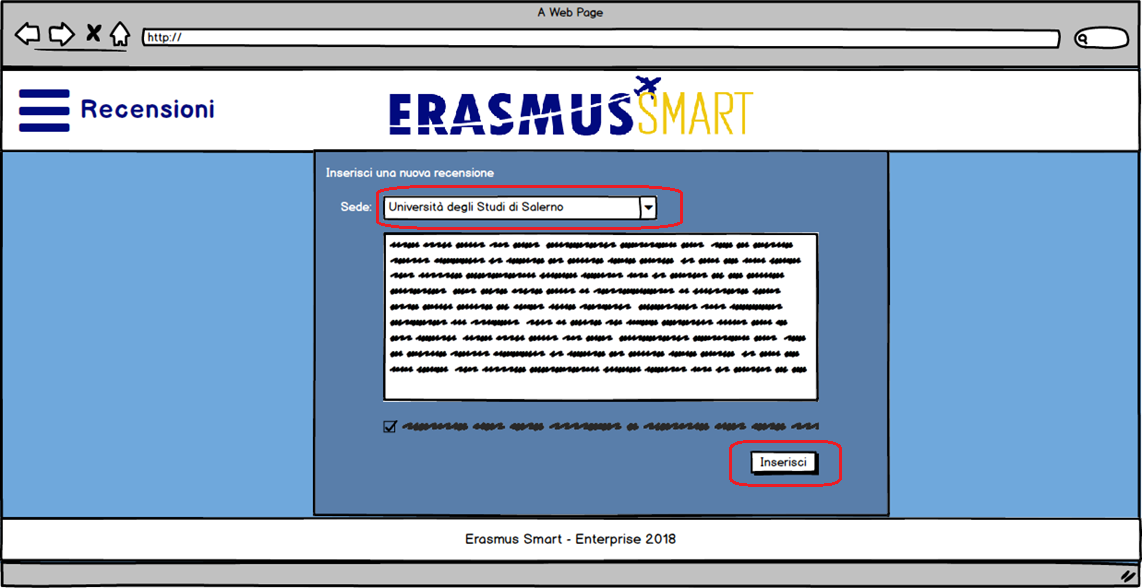 A Web Page
http://
Recensioni
ERASMUS SMART
Inserisci una nuova recensione
Sede: Università degli Studi di Salerno
Inserisci
Erasmus Smart - Enterprise 2018